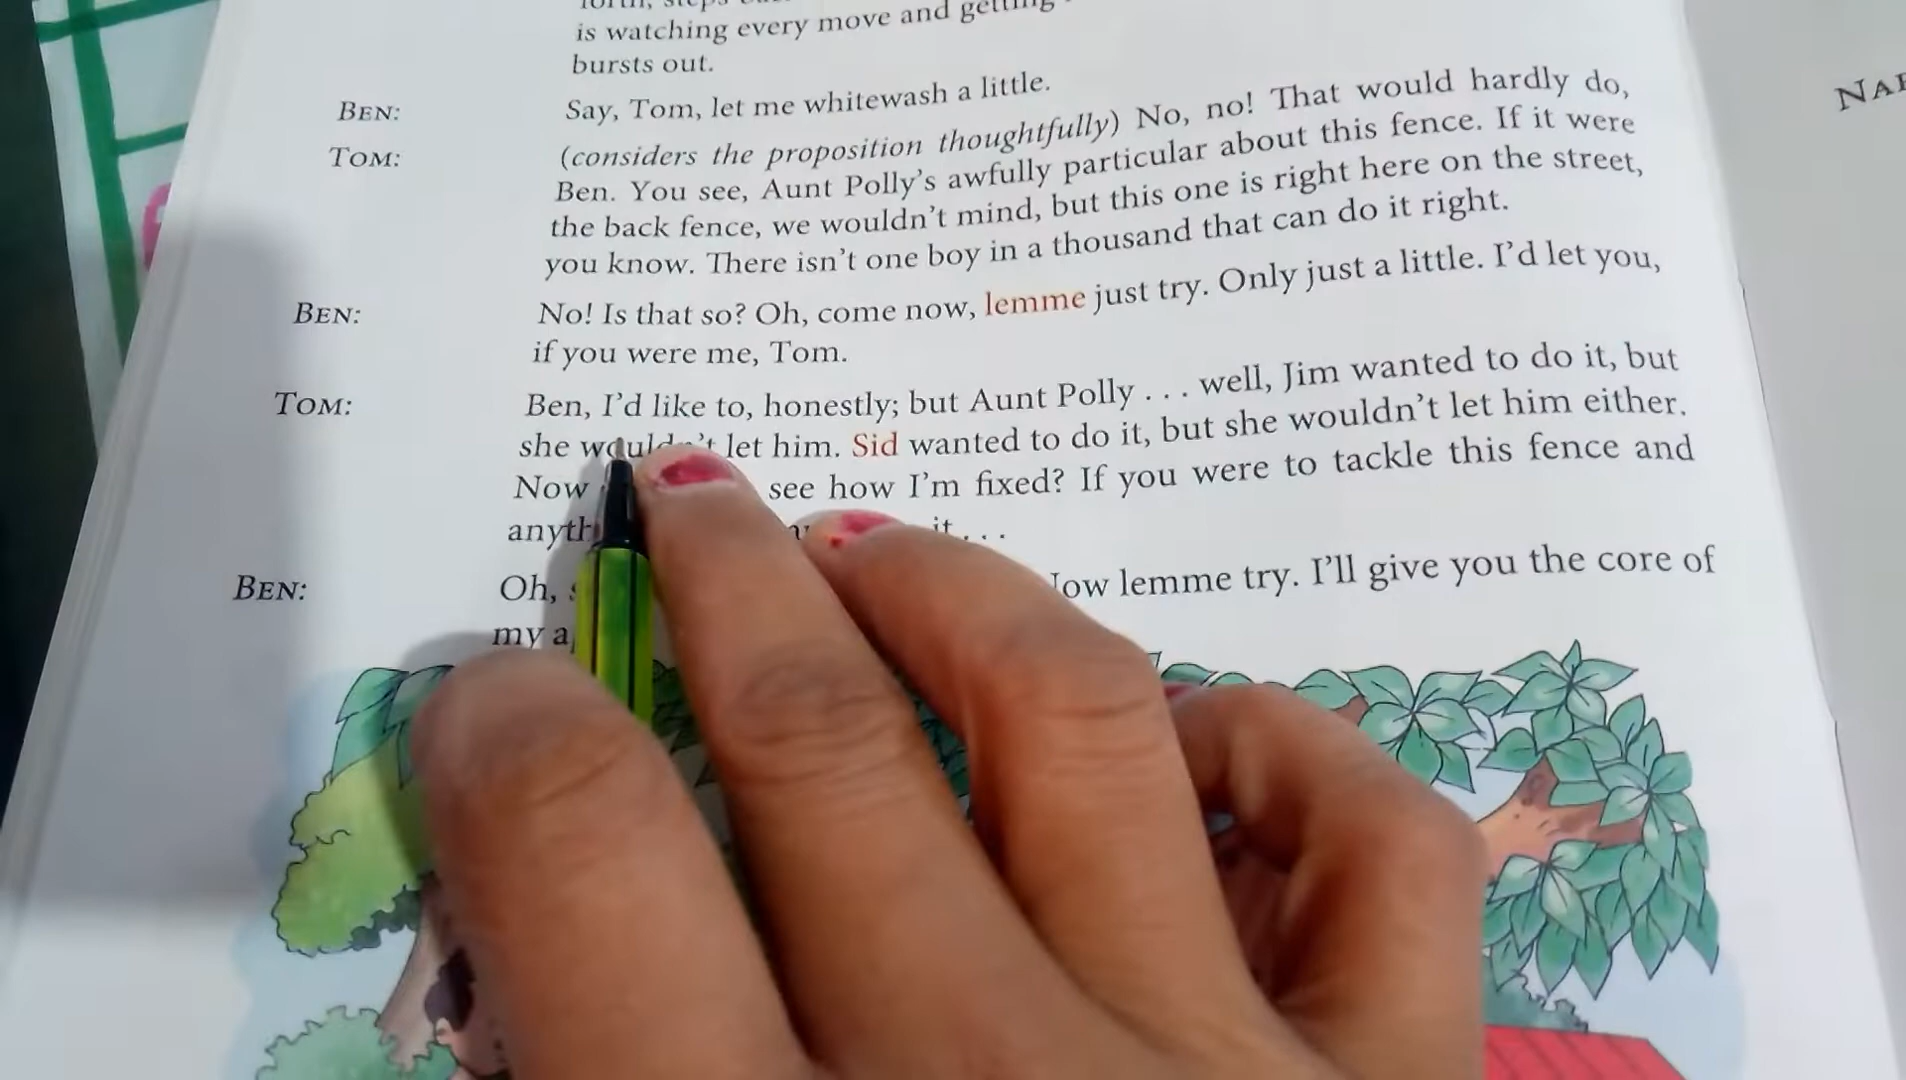 is watching every move and getting
bursts out.
BEN: Say, Tom, let me whitewash a little.
TOM: (considers the proposition thoughtfully) No, no! That would hardly do,
Ben. You see, Aunt Polly's awfully particular about this fence. If it were
the back fence, we wouldn't mind, but this one is right here on the street,
you know. There isn't one boy in a thousand that can do it right.
BEN: No! Is that so? Oh, come now, lemme just try. Only just a little. I'd let you,
if you were me, Tom.
TOM: Ben, I'd like to, honestly; but Aunt Polly . . . well, Jim wanted to do it, but
she wouldn't let him. Sid wanted to do it, but she wouldn't let him either.
Now see how I'm fixed? If you were to tackle this fence and
it . . .
BEN: Oh, lemme try. I'll give you the core of
my